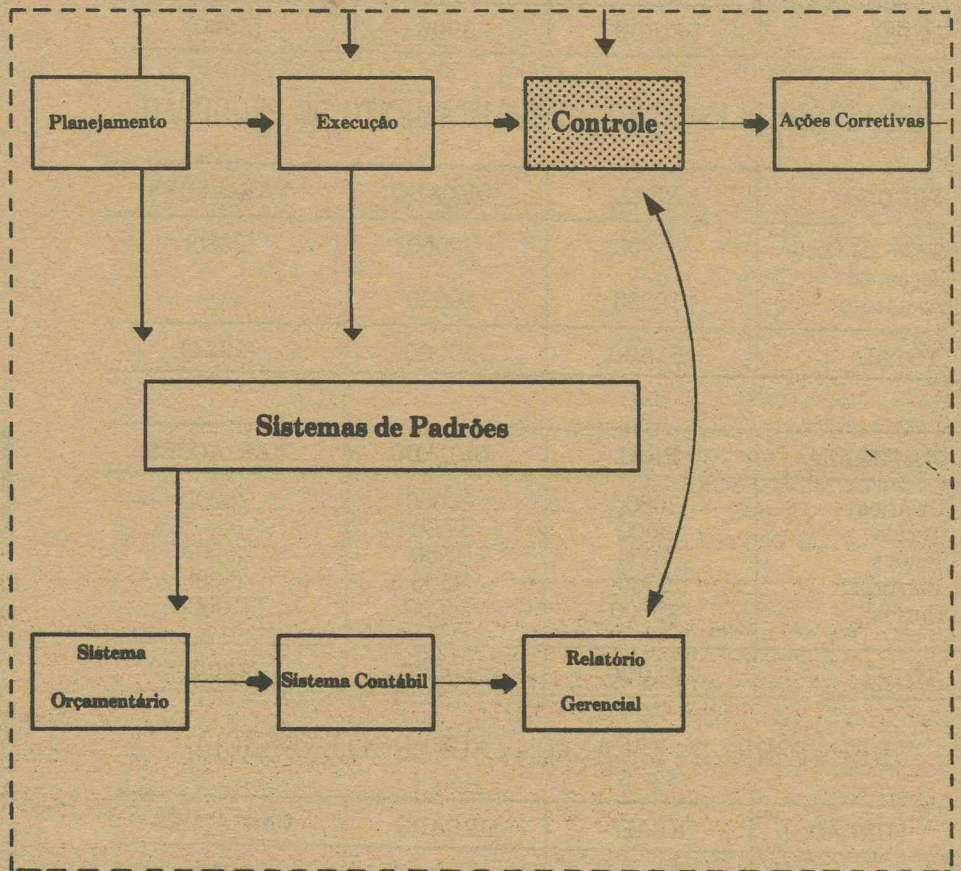 Planejamento
Execução
Controle
Ações Corretivas
Sistemas de Padrões
Sistema
Orçamentário
Sistema Contábil
Relatório
Gerencial